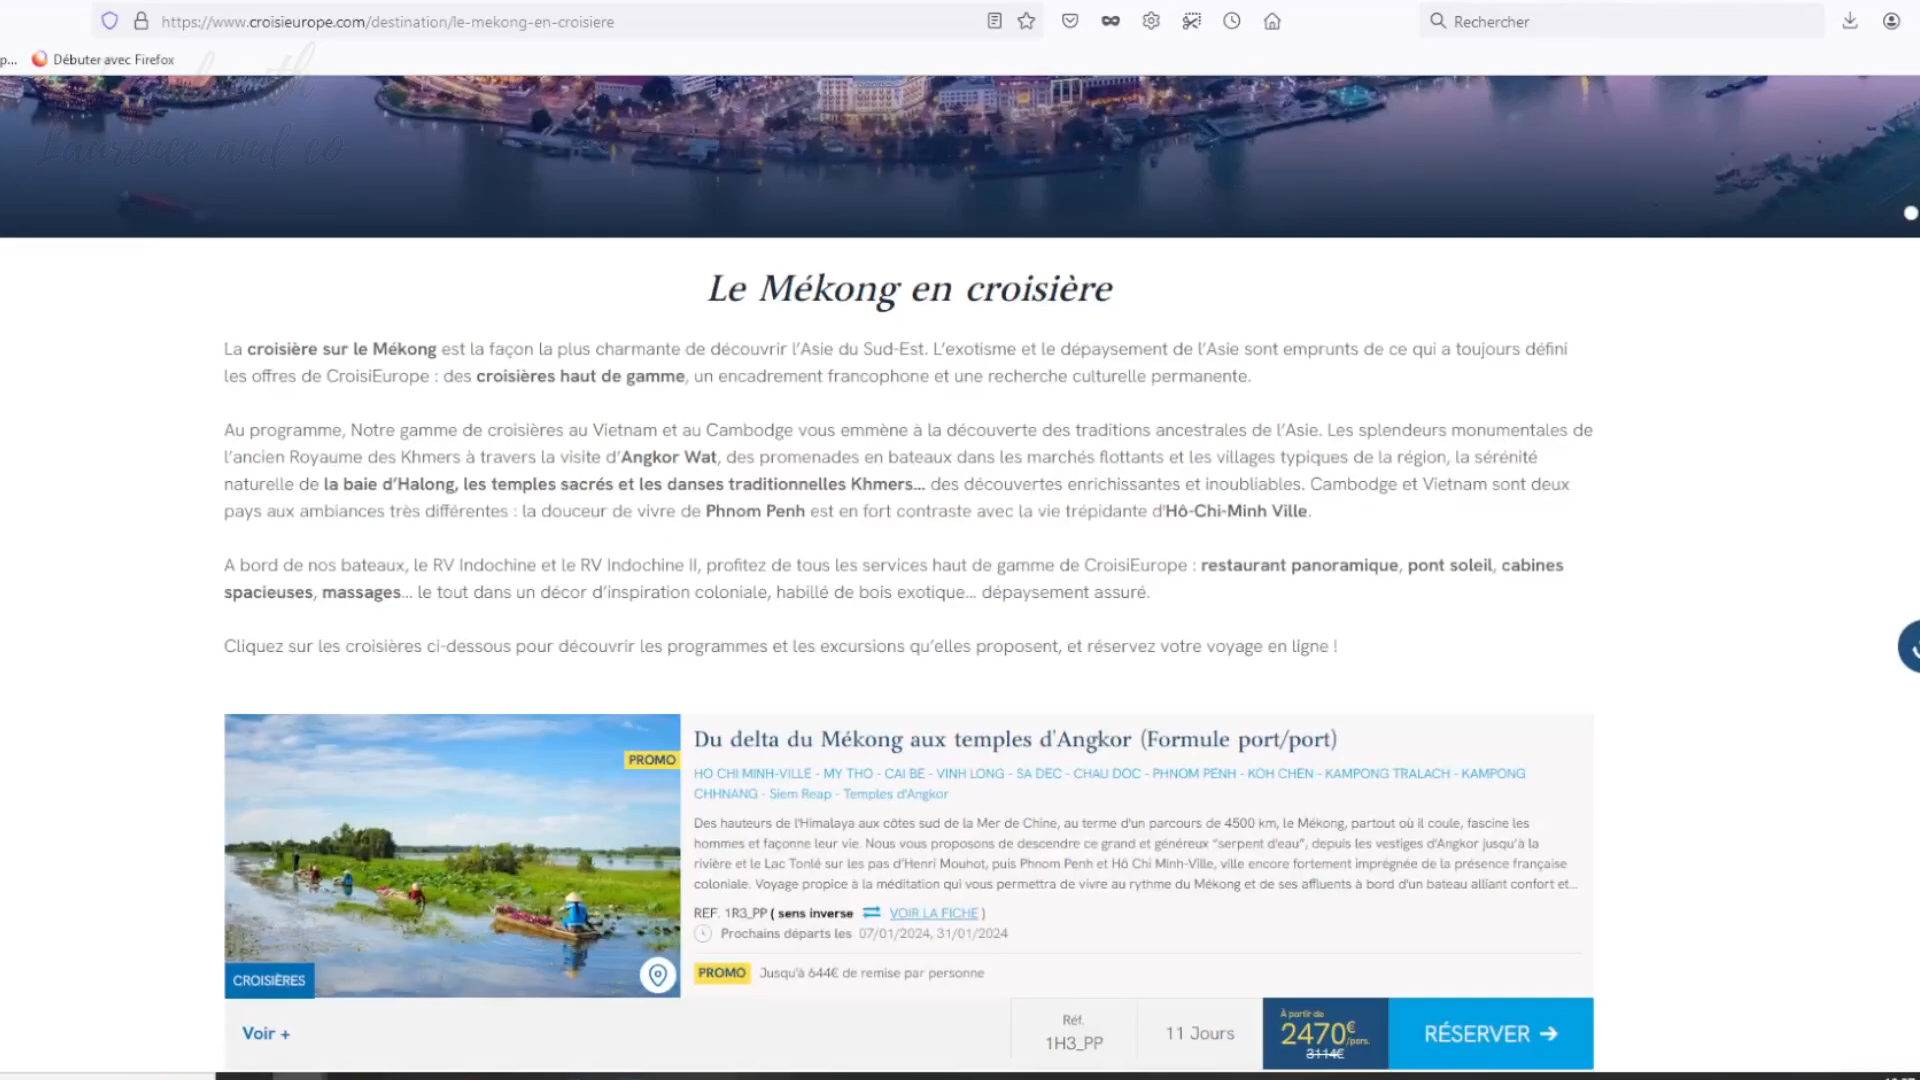 https://www.croisieurope.com/destination/le-mekong-en-croisiere
Rechercher
p...
Débuter avec Firefox
Laurence and co
Le Mékong en croisière
La croisière sur le Mékong est la façon la plus charmante de découvrir l'Asie du Sud-Est. L'exotisme et le dépaysement de l'Asie sont emprunts de ce qui a toujours défini
les offres de CroisiEurope : des croisières haut de gamme, un encadrement francophone et une recherche culturelle permanente.
Au programme, Notre gamme de croisières au Vietnam et au Cambodge vous emmène à la découverte des traditions ancestrales de l'Asie. Les splendeurs monumentales de
l'ancien Royaume des Khmers à travers la visite d'Angkor Wat, des promenades en bateaux dans les marchés flottants et les villages typiques de la région, la sérénité
naturelle de la baie d'Halong, les temples sacrés et les danses traditionnelles Khmers... des découvertes enrichissantes et inoubliables. Cambodge et Vietnam sont deux
pays aux ambiances très différentes : la douceur de vivre de Phnom Penh est en fort contraste avec la vie trépidante d'Hô-Chi-Minh Ville.
A bord de nos bateaux, le RV Indochine et le RV Indochine II, profitez de tous les services haut de gamme de CroisiEurope : restaurant panoramique, pont soleil, cabines
spacieuses, massages... le tout dans un décor d'inspiration coloniale, habillé de bois exotique... dépaysement assuré.
Cliquez sur les croisières ci-dessous pour découvrir les programmes et les excursions qu'elles proposent, et réservez votre voyage en ligne !
PROMO
CROISIÈRES
Du delta du Mékong aux temples d'Angkor (Formule port/port)
HO CHI MINH-VILLE - MY THO - CAI BE - VINH LONG - SA DEC - CHAU DOC - PHNOM PENH - KOH CHEN - KAMPONG TRALACH - KAMPONG
CHHNANG - Siem Reap - Temples d'Angkor
Des hauteurs de l'Himalaya aux côtes sud de la Mer de Chine, au terme d'un parcours de 4500 km, le Mékong, partout où il coule, fascine les
hommes et façonne leur vie. Nous vous proposons de descendre ce grand et généreux "serpent d'eau", depuis les vestiges d'Angkor jusqu'à la
rivière et le Lac Tonlé sur les pas d'Henri Mouhot, puis Phnom Penh et Hô Chi Minh-Ville, ville encore fortement imprégnée de la présence française
coloniale. Voyage propice à la méditation qui vous permettra de vivre au rythme du Mékong et de ses affluents à bord d'un bateau alliant confort et...
REF. 1R3_PP ( sens inverse VOIR LA FICHE )
Prochains départs les 07/01/2024, 31/01/2024
PROMO Jusqu'à 644€ de remise par personne
Voir +
Réf.
1H3_PP
11 Jours
À partir de
2470€ /pers.
3114€
RÉSERVER →